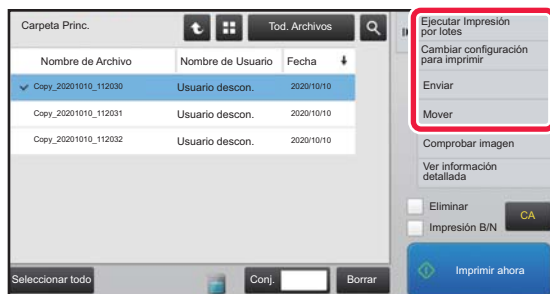 Carpeta Princ.
Tod. Archivos
Nombre de Archivo Nombre de Usuario Fecha
Copy_20201010_112030 Usuario descon. 2020/10/10
Copy_20201010_112031 Usuario descon. 2020/10/10
Copy_20201010_112032 Usuario descon. 2020/10/10
Seleccionar todo
Conj.
Borrar
Ejecutar Impresión
por lotes
Cambiar configuración
para imprimir
Enviar
Mover
Comprobar imagen
Ver información
detallada
Eliminar
Impresión B/N
CA
Imprimir ahora